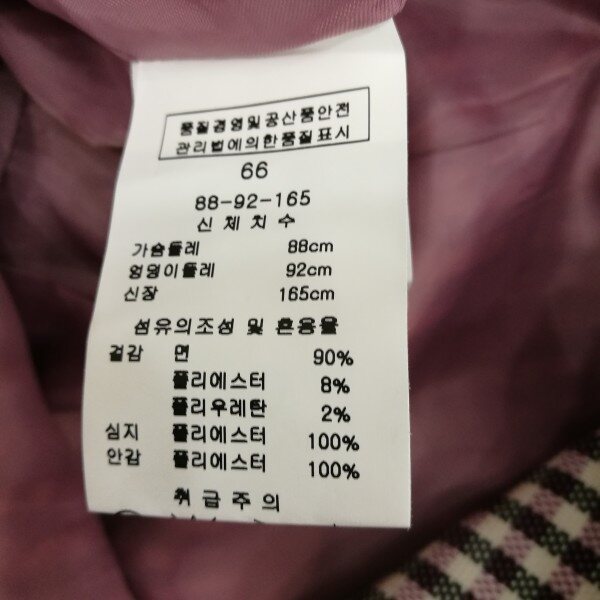 품질경영및공산품안전
관리법에의한품질표시
66
88-92-165
신체치수
가슴둘레 88cm
엉덩이둘레 92cm
신장 165cm
섬유의조성 및 혼용율
겉감 면 90%
폴리에스터 8%
폴리우레탄 2%
심지 폴리에스터 100%
안감 폴리에스터 100%
취급주의